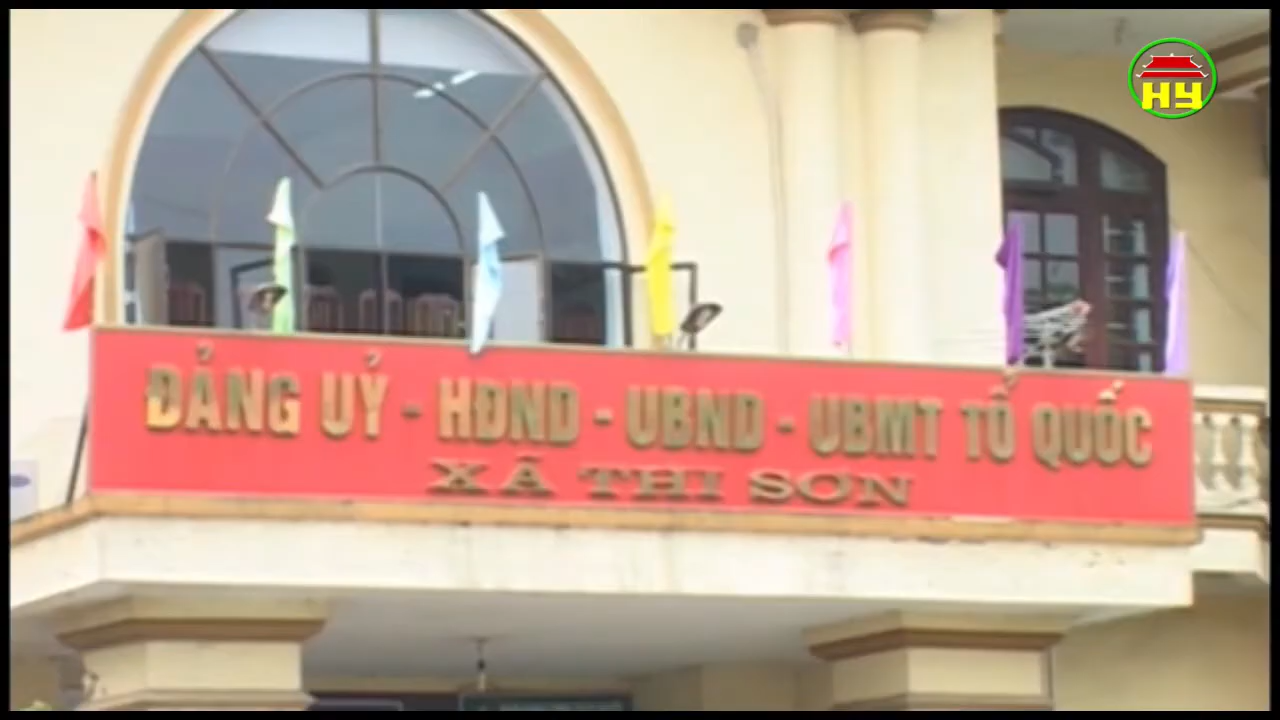 HY
ĐẢNG UỶ - HĐND - UBND - UBMT TỔ QUỐC
XÃ THI SƠN